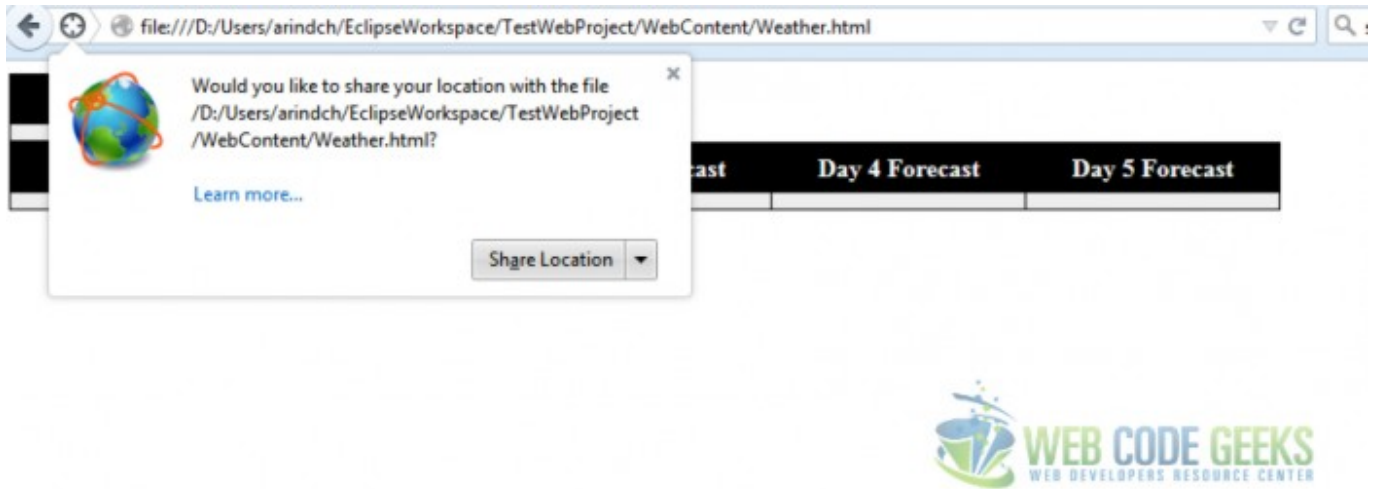 file:///D:/Users/arindch/EclipseWorkspace/TestWebProject/WebContent/Weather.html
Would you like to share your location with the file
/D:/Users/arindch/EclipseWorkspace/TestWebProject
/WebContent/Weather.html?
Learn more...
Share Location
cast Day 4 Forecast Day 5 Forecast
WEB CODE GEEKS
WEB DEVELOPERS RESOURCE CENTER